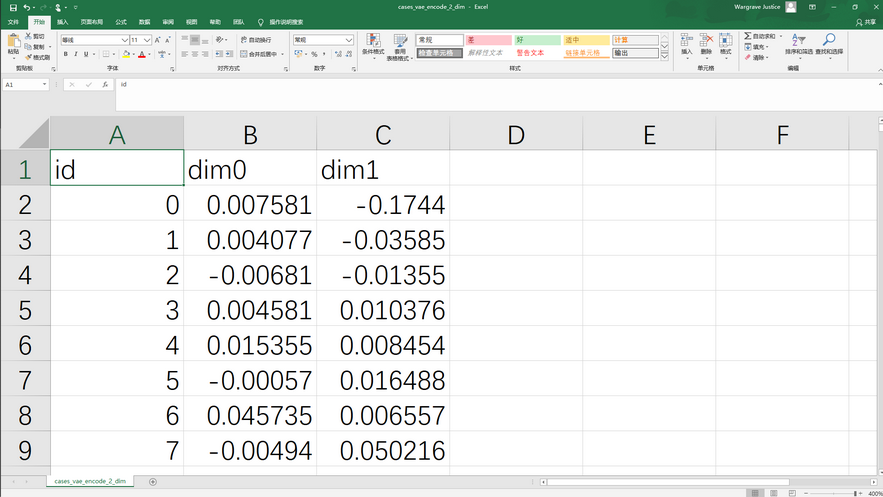 cases_vae_encode_2_dim - Excel
Wargrave Justice
文件 开始 插入 页面布局 公式 数据 审阅 视图 帮助 团队 操作说明搜索
共享
粘贴
剪切
复制
格式刷
剪贴板
等线 11
B I U
字体
自动换行
合并后居中
对齐方式
常规
数字
条件格式
套用
表格格式
常规 差 好 适中 计算
检查单元格 解释性文本 警告文本 链接单元格 输出
样式
插入 删除 格式
单元格
自动求和
填充
清除
排序和筛选 查找和选择
编辑
A1 fx id
A B C D E F
1 id dim0 dim1
2 0 0.007581 -0.1744
3 1 0.004077 -0.03585
4 2 -0.00681 -0.01355
5 3 0.004581 0.010376
6 4 0.015355 0.008454
7 5 -0.00057 0.016488
8 6 0.045735 0.006557
9 7 -0.00494 0.050216
cases_vae_encode_2_dim
400%